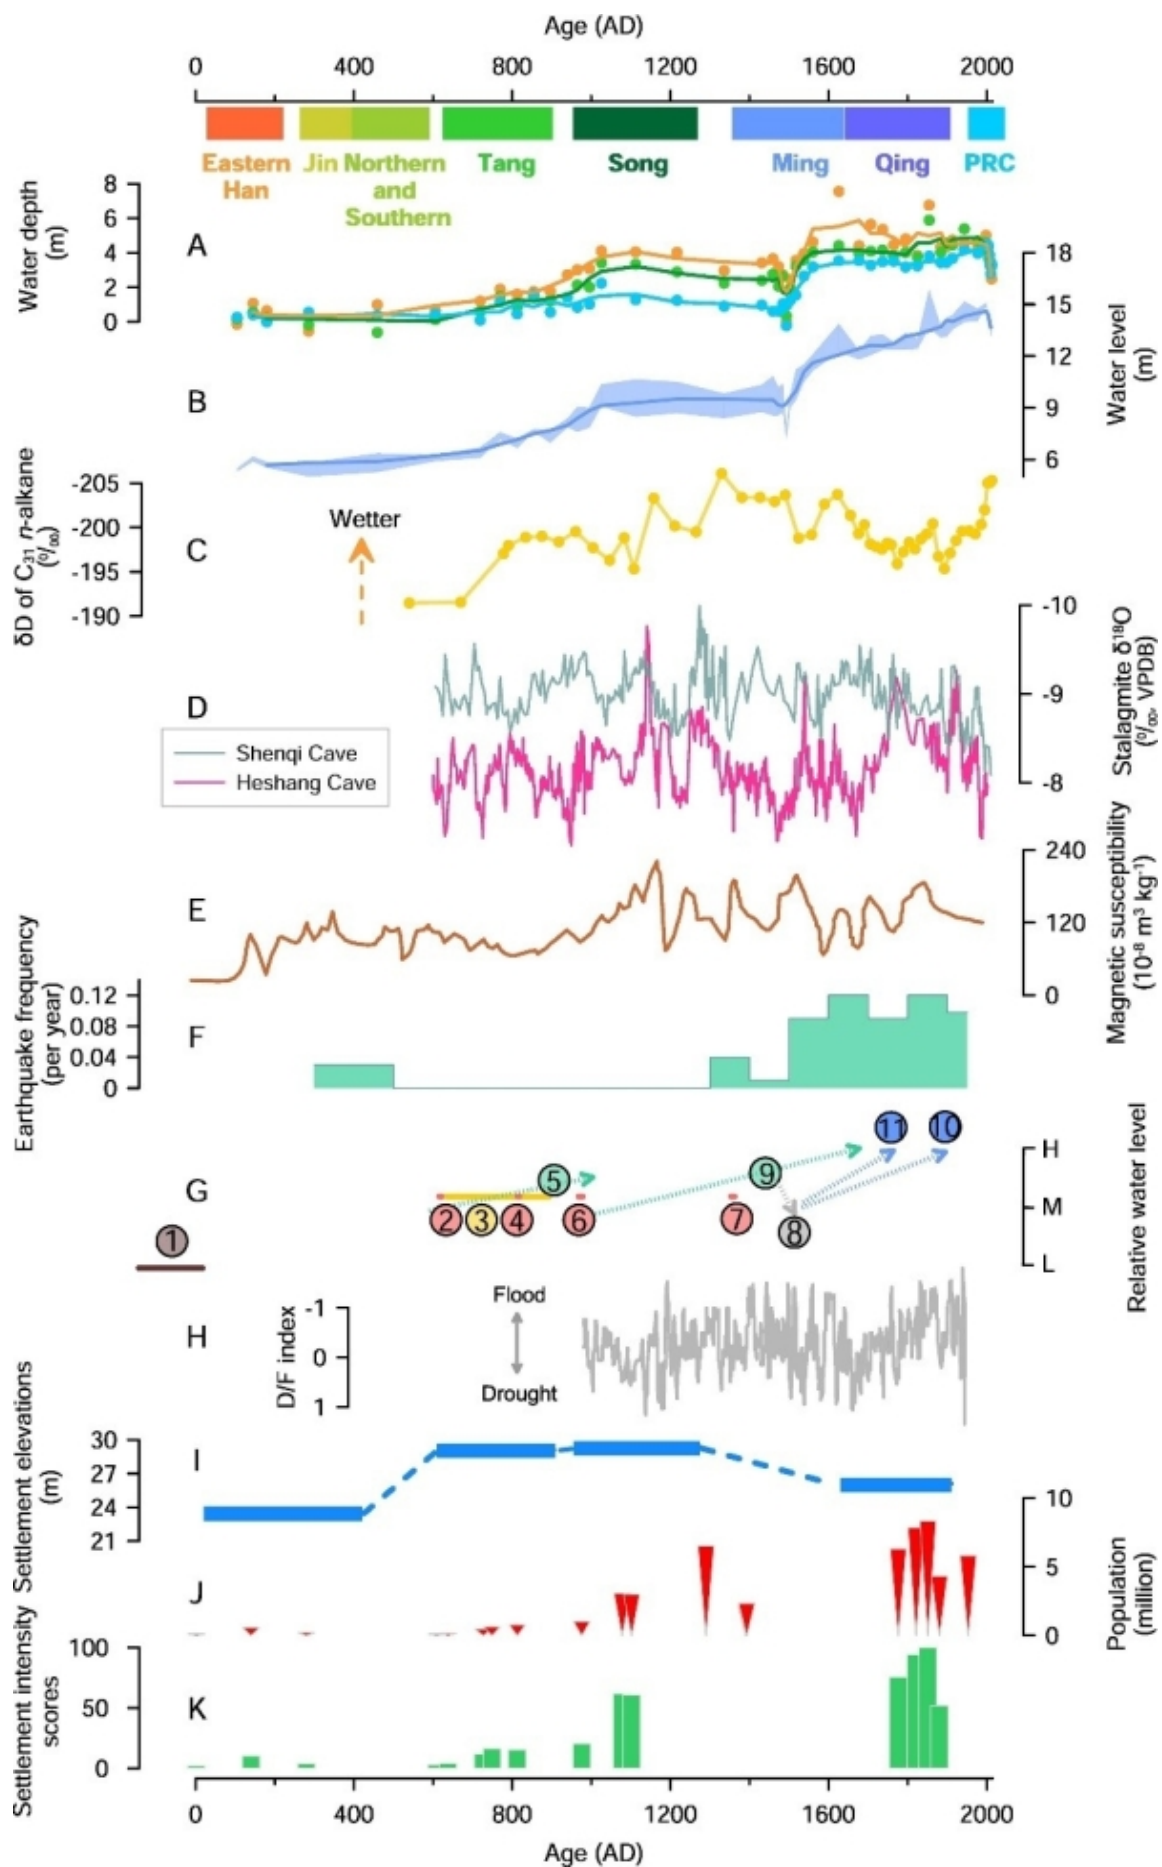 Age (AD)
0 400 800 1200 1600 2000
Eastern Han
Jin
Northern and Southern
Tang
Song
Ming
Qing
PRC
A
Water depth (m)
8
6
4
2
0
B
Water level (m)
18
15
12
9
6
C
δD of C31 n-alkane (‰)
-205
-200
-195
-190
Wetter
D
Stalagmite δ18O (‰, VPDB)
-10
-9
-8
Shenqi Cave
Heshang Cave
E
Magnetic susceptibility (10-8 m3 kg-1)
240
120
0
F
Earthquake frequency (per year)
0.12
0.08
0.04
0
G
Relative water level
H
M
L
1
2
3
4
5
6
7
8
9
10
11
H
D/F index
-1
0
1
Flood
Drought
I
Settlement elevations (m)
30
27
24
21
J
Population (million)
10
5
0
K
Settlement intensity scores
100
50
0
0 400 800 1200 1600 2000
Age (AD)